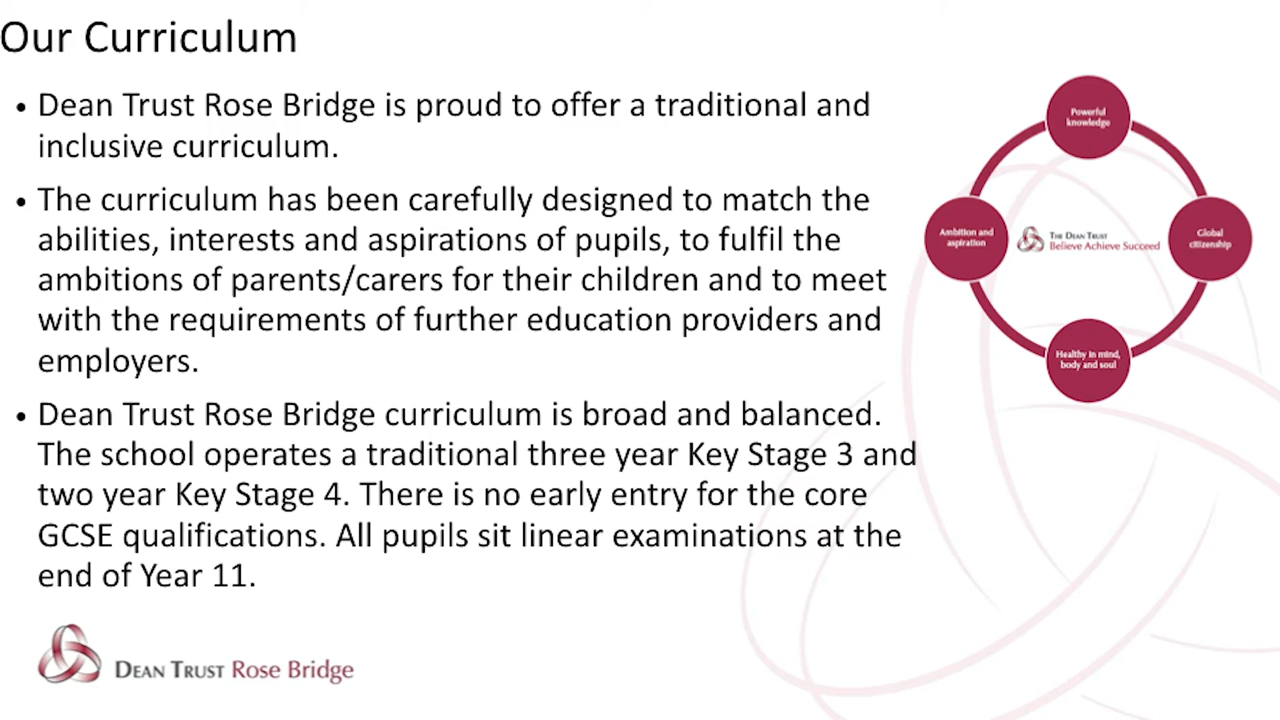 Our Curriculum
• Dean Trust Rose Bridge is proud to offer a traditional and
inclusive curriculum.
• The curriculum has been carefully designed to match the
abilities, interests and aspirations of pupils, to fulfil the
ambitions of parents/carers for their children and to meet
with the requirements of further education providers and
employers.
• Dean Trust Rose Bridge curriculum is broad and balanced.
The school operates a traditional three year Key Stage 3 and
two year Key Stage 4. There is no early entry for the core
GCSE qualifications. All pupils sit linear examinations at the
end of Year 11.
Powerful
knowledge
Ambition and
aspiration
THE DEAN TRUST
Believe Achieve Succeed
Global
citizenship
Healthy in mind,
body and soul
DEAN TRUST Rose Bridge